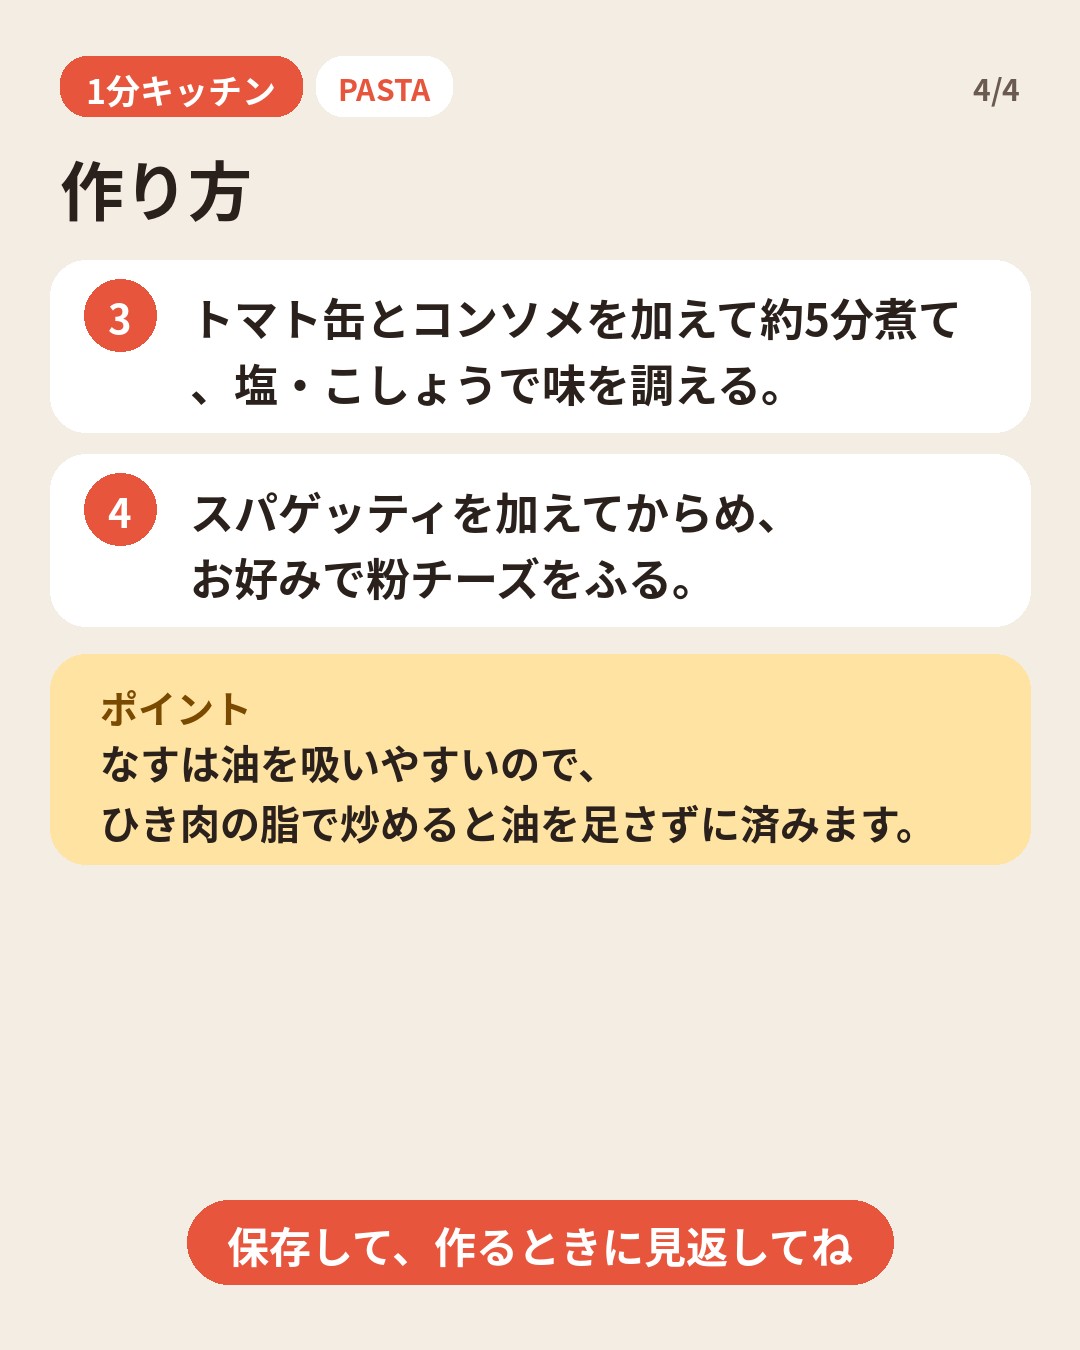 1分キッチン PASTA 4/4
作り方
3 トマト缶とコンソメを加えて約5分煮て
、塩・こしょうで味を調える。
4 スパゲッティを加えてからめ、
お好みで粉チーズをふる。
ポイント
なすは油を吸いやすいので、
ひき肉の脂で炒めると油を足さずに済みます。
保存して、作るときに見返してね